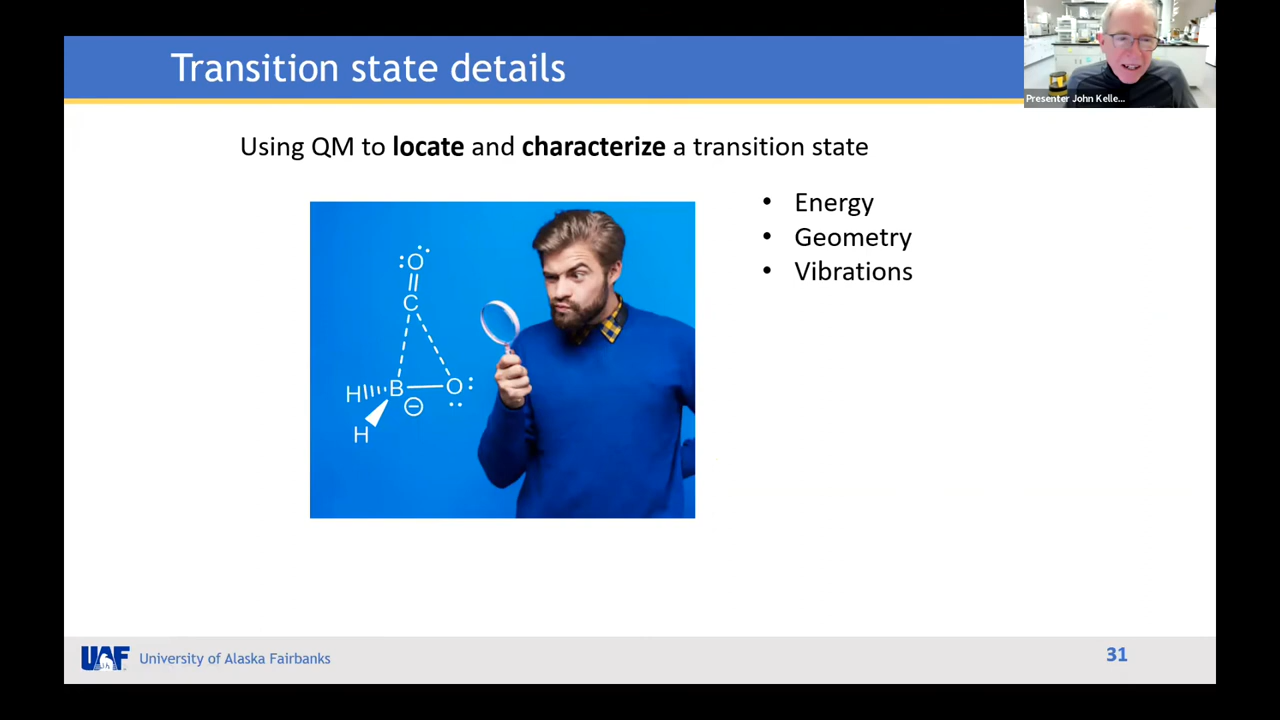 Transition state details
Presenter John Kelle...
Using QM to locate and characterize a transition state
• Energy
• Geometry
• Vibrations
O
C
H B O
H
UAF
University of Alaska Fairbanks
31